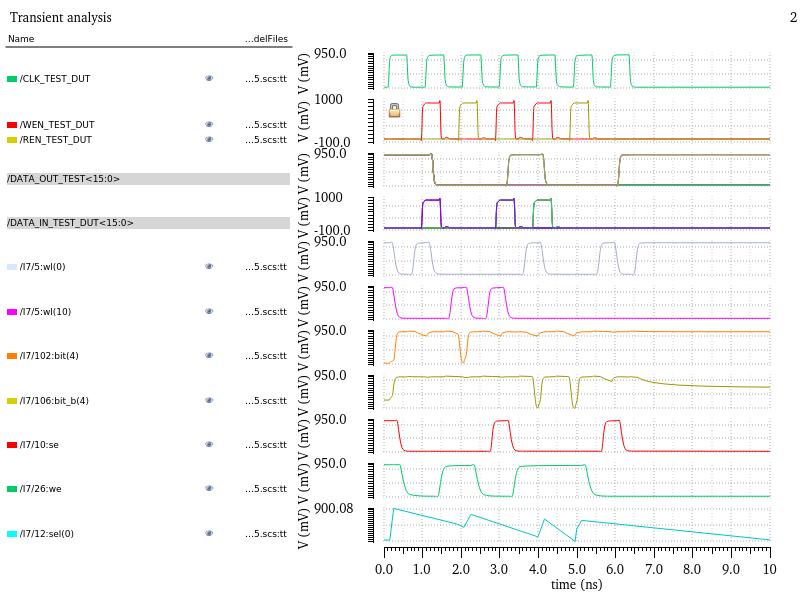 Transient analysis 2
Name ...delFiles
/CLK_TEST_DUT ...5.scs:tt
/WEN_TEST_DUT ...5.scs:tt
/REN_TEST_DUT ...5.scs:tt
/DATA_OUT_TEST<15:0>
/DATA_IN_TEST_DUT<15:0>
/I7/5:wl(0) ...5.scs:tt
/I7/5:wl(10) ...5.scs:tt
/I7/102:bit(4) ...5.scs:tt
/I7/106:bit_b(4) ...5.scs:tt
/I7/10:se ...5.scs:tt
/I7/26:we ...5.scs:tt
/I7/12:sel(0) ...5.scs:tt
V (mV) 950.0
V (mV) 1000
-100.0
V (mV) 950.0
V (mV) 1000
-100.0
V (mV) 950.0
V (mV) 950.0
V (mV) 950.0
V (mV) 950.0
V (mV) 950.0
V (mV) 950.0
V (mV) 900.08
0.0 1.0 2.0 3.0 4.0 5.0 6.0 7.0 8.0 9.0 10
time (ns)